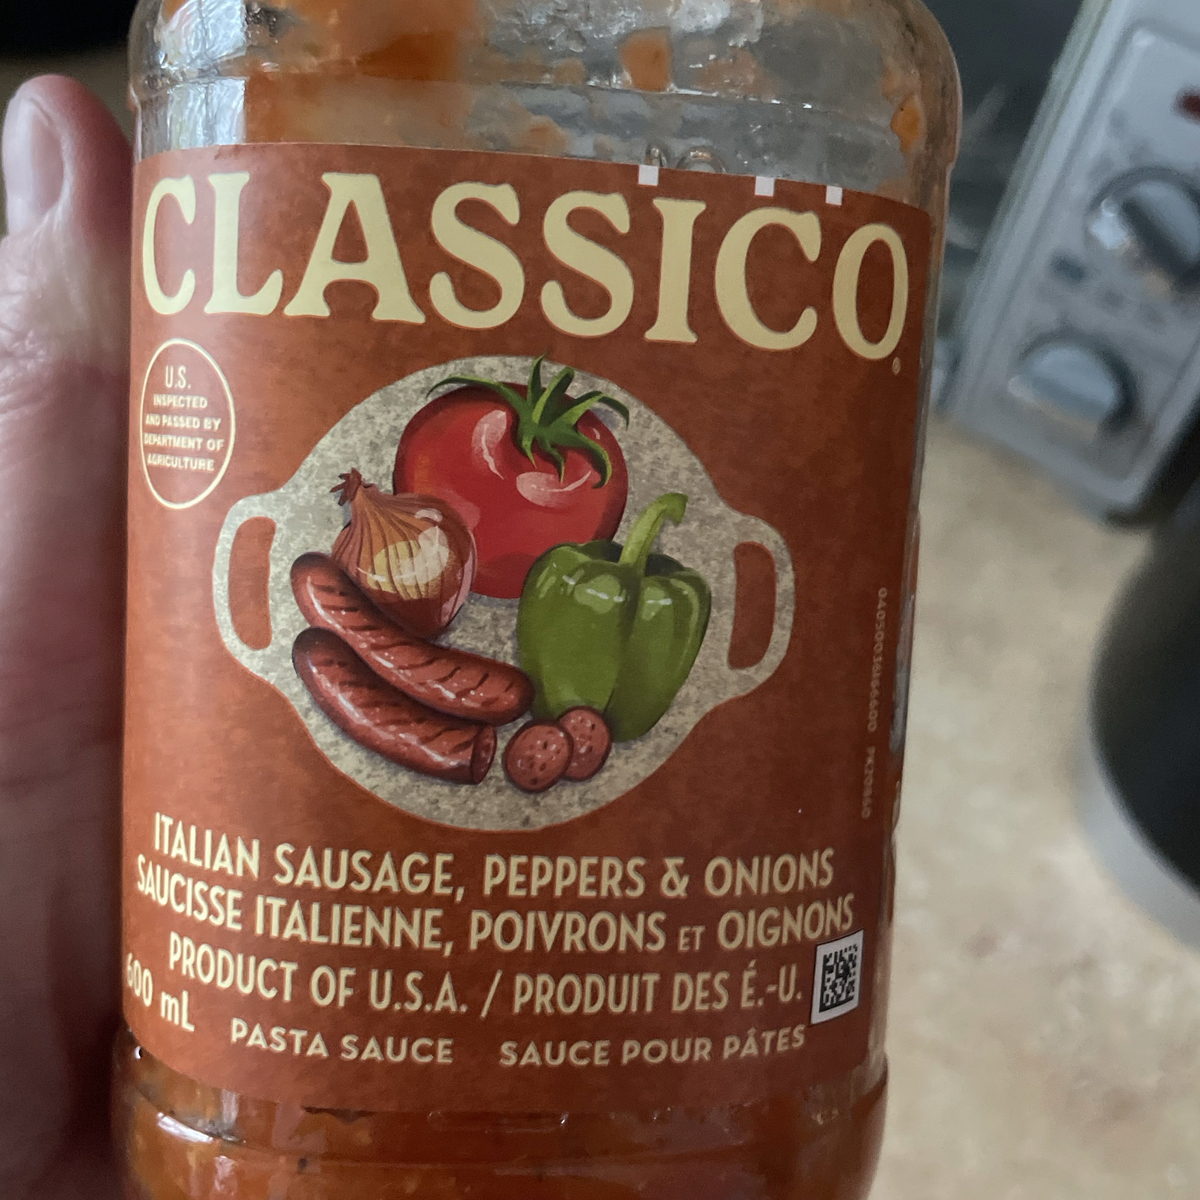 CLASSICO®
U.S.
INSPECTED
AND PASSED BY
DEPARTMENT OF
AGRICULTURE
ITALIAN SAUSAGE, PEPPERS & ONIONS
SAUCISSE ITALIENNE, POIVRONS ET OIGNONS
PRODUCT OF U.S.A. / PRODUIT DES É.-U.
600 mL
PASTA SAUCE SAUCE POUR PÂTES